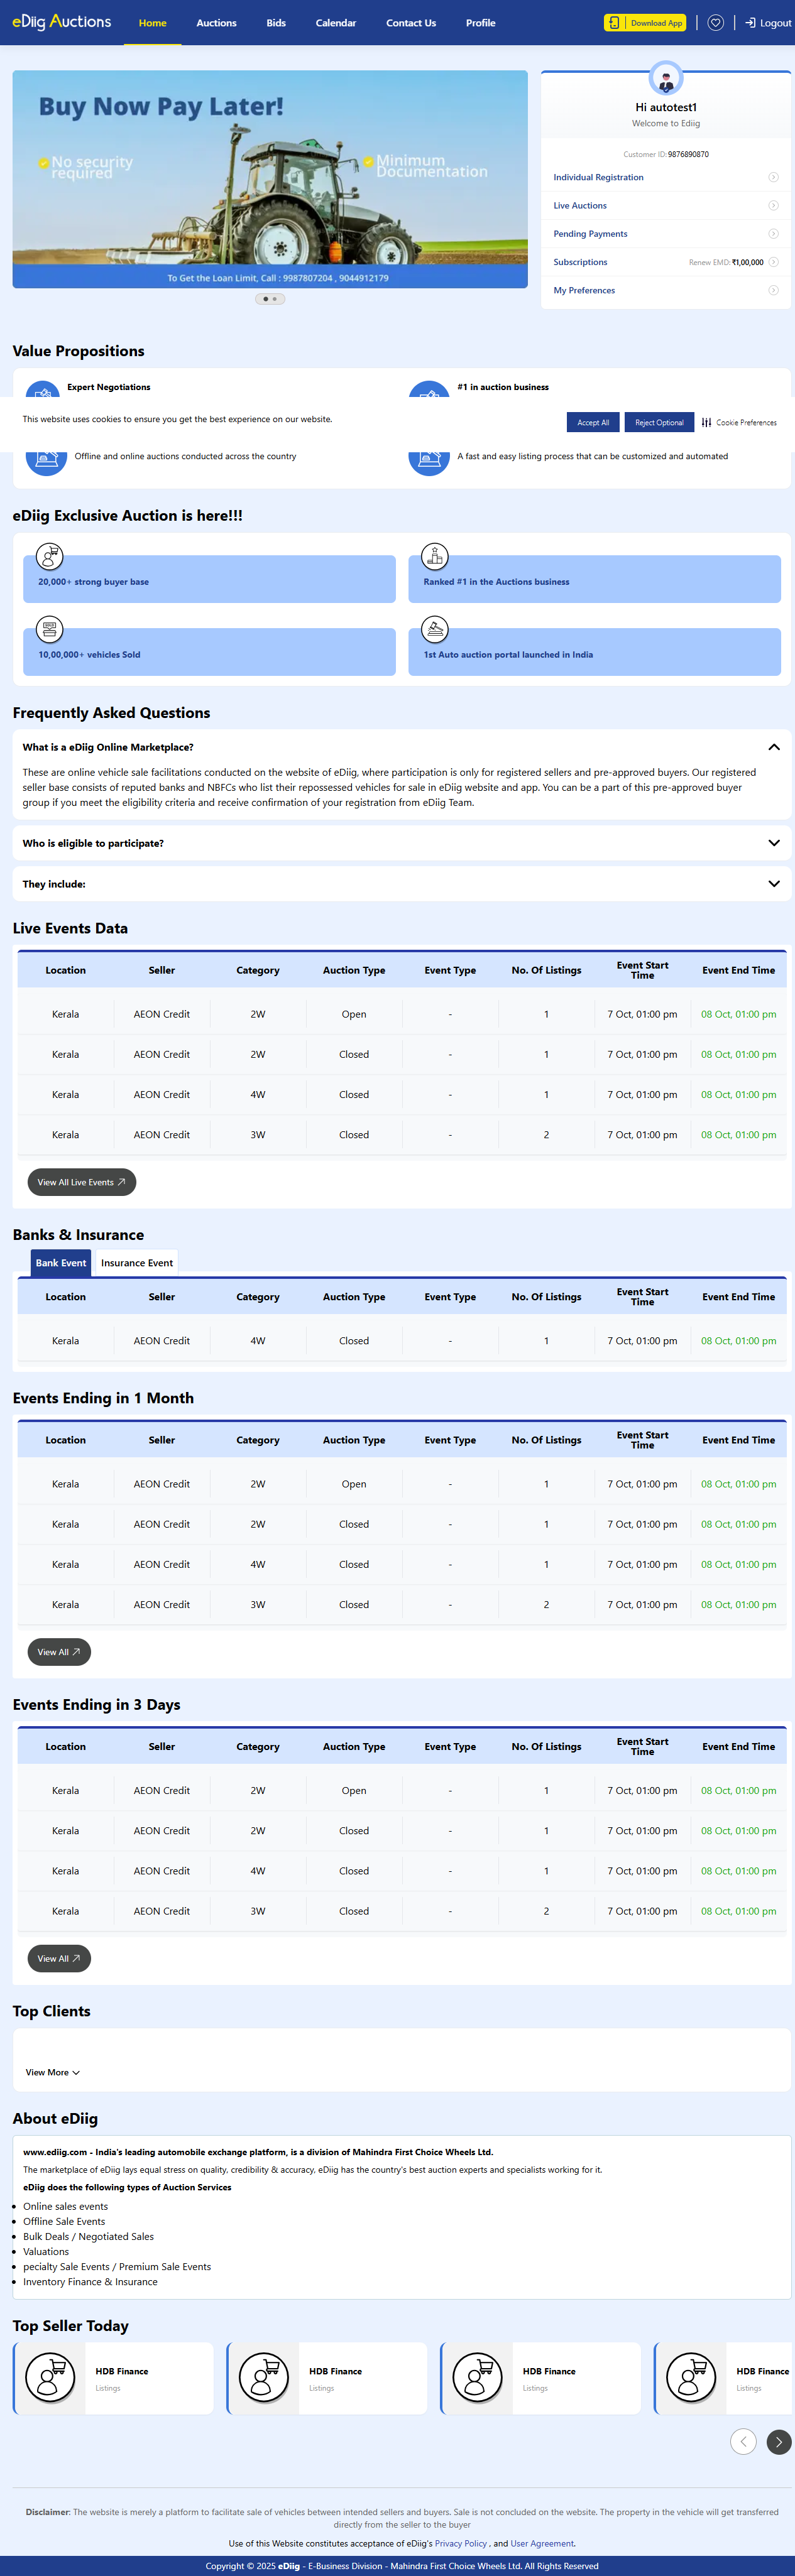 eDiig Auctions
Home
Auctions
Bids
Calendar
Contact Us
Profile
Download App
Logout
Buy Now Pay Later!
No security
required
Minimum
Documentation
To Get the Loan Limit, Call : 9987807204 , 9044912179
Hi autotest1
Welcome to Ediig
Customer ID: 9876890870
Individual Registration
Live Auctions
Pending Payments
Subscriptions
Renew EMD: ₹1,00,000
My Preferences
Value Propositions
Expert Negotiations
#1 in auction business
This website uses cookies to ensure you get the best experience on our website.
Accept All
Reject Optional
Cookie Preferences
Offline and online auctions conducted across the country
A fast and easy listing process that can be customized and automated
eDiig Exclusive Auction is here!!!
20,000+ strong buyer base
Ranked #1 in the Auctions business
10,00,000+ vehicles Sold
1st Auto auction portal launched in India
Frequently Asked Questions
What is a eDiig Online Marketplace?
These are online vehicle sale facilitations conducted on the website of eDiig, where participation is only for registered sellers and pre-approved buyers. Our registered
seller base consists of reputed banks and NBFCs who list their repossessed vehicles for sale in eDiig website and app. You can be a part of this pre-approved buyer
group if you meet the eligibility criteria and receive confirmation of your registration from eDiig Team.
Who is eligible to participate?
They include:
Live Events Data
Location Seller Category Auction Type Event Type No. Of Listings Event Start Time Event End Time
Kerala AEON Credit 2W Open - 1 7 Oct, 01:00 pm 08 Oct, 01:00 pm
Kerala AEON Credit 2W Closed - 1 7 Oct, 01:00 pm 08 Oct, 01:00 pm
Kerala AEON Credit 4W Closed - 1 7 Oct, 01:00 pm 08 Oct, 01:00 pm
Kerala AEON Credit 3W Closed - 2 7 Oct, 01:00 pm 08 Oct, 01:00 pm
View All Live Events
Banks & Insurance
Bank Event
Insurance Event
Location Seller Category Auction Type Event Type No. Of Listings Event Start Time Event End Time
Kerala AEON Credit 4W Closed - 1 7 Oct, 01:00 pm 08 Oct, 01:00 pm
Events Ending in 1 Month
Location Seller Category Auction Type Event Type No. Of Listings Event Start Time Event End Time
Kerala AEON Credit 2W Open - 1 7 Oct, 01:00 pm 08 Oct, 01:00 pm
Kerala AEON Credit 2W Closed - 1 7 Oct, 01:00 pm 08 Oct, 01:00 pm
Kerala AEON Credit 4W Closed - 1 7 Oct, 01:00 pm 08 Oct, 01:00 pm
Kerala AEON Credit 3W Closed - 2 7 Oct, 01:00 pm 08 Oct, 01:00 pm
View All
Events Ending in 3 Days
Location Seller Category Auction Type Event Type No. Of Listings Event Start Time Event End Time
Kerala AEON Credit 2W Open - 1 7 Oct, 01:00 pm 08 Oct, 01:00 pm
Kerala AEON Credit 2W Closed - 1 7 Oct, 01:00 pm 08 Oct, 01:00 pm
Kerala AEON Credit 4W Closed - 1 7 Oct, 01:00 pm 08 Oct, 01:00 pm
Kerala AEON Credit 3W Closed - 2 7 Oct, 01:00 pm 08 Oct, 01:00 pm
View All
Top Clients
View More
About eDiig
www.ediig.com - India's leading automobile exchange platform, is a division of Mahindra First Choice Wheels Ltd.
The marketplace of eDiig lays equal stress on quality, credibility & accuracy, eDiig has the country's best auction experts and specialists working for it.
eDiig does the following types of Auction Services
• Online sales events
• Offline Sale Events
• Bulk Deals / Negotiated Sales
• Valuations
• pecialty Sale Events / Premium Sale Events
• Inventory Finance & Insurance
Top Seller Today
HDB Finance
Listings
HDB Finance
Listings
HDB Finance
Listings
HDB Finance
Listings
Disclaimer: The website is merely a platform to facilitate sale of vehicles between intended sellers and buyers. Sale is not concluded on the website. The property in the vehicle will get transferred
directly from the seller to the buyer
Use of this Website constitutes acceptance of eDiig's Privacy Policy , and User Agreement.
Copyright © 2025 eDiig - E-Business Division - Mahindra First Choice Wheels Ltd. All Rights Reserved